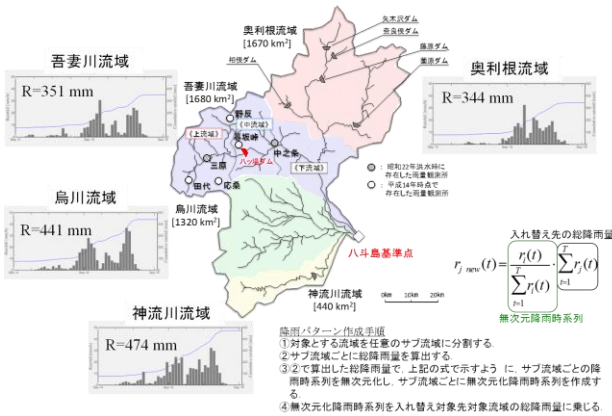 奥利根流域
[1670 km²]
矢木沢ダム
奈良俣ダム
藤原ダム
薗原ダム
相俣ダム
吾妻川流域
R=351 mm
吾妻川流域
[1680 km²]
奥利根流域
R=344 mm
野反
《中流域》
《上流域》
暮坂峠
中之条
三原
八ッ場ダム
《下流域》
田代
応桑
：昭和22年洪水時に
存在した雨量観測所
：平成14年時点で
存在した雨量観測所
烏川流域
R=441 mm
烏川流域
[1320 km²]
八斗島基準点
入れ替え先の総降雨量
r_{j new}(t) = r_i(t) / Σ_{t=1}^{T} r_i(t) · Σ_{t=1}^{T} r_j(t)
無次元降雨時系列
神流川流域
R=474 mm
神流川流域
[440 km²]
0km 10km 20km
降雨パターン作成手順
①対象とする流域を任意のサブ流域に分割する.
②サブ流域ごとに総降雨量を算出する.
③②で算出した総降雨量で, 上記の式で示すように, サブ流域ごとの降
雨時系列を無次元化し, サブ流域ごとに無次元化降雨時系列を作成す
る.
④無次元化降雨時系列を入れ替え対象先対象流域の総降雨量に乗じる.